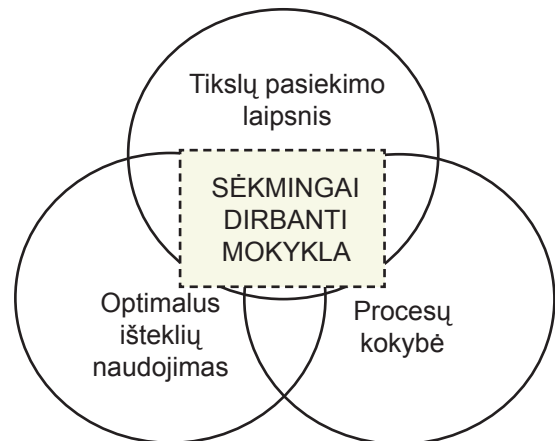 Tikslų pasiekimo
laipsnis
SĖKMINGAI
DIRBANTI
MOKYKLA
Optimalus
išteklių
naudojimas
Procesų
kokybė